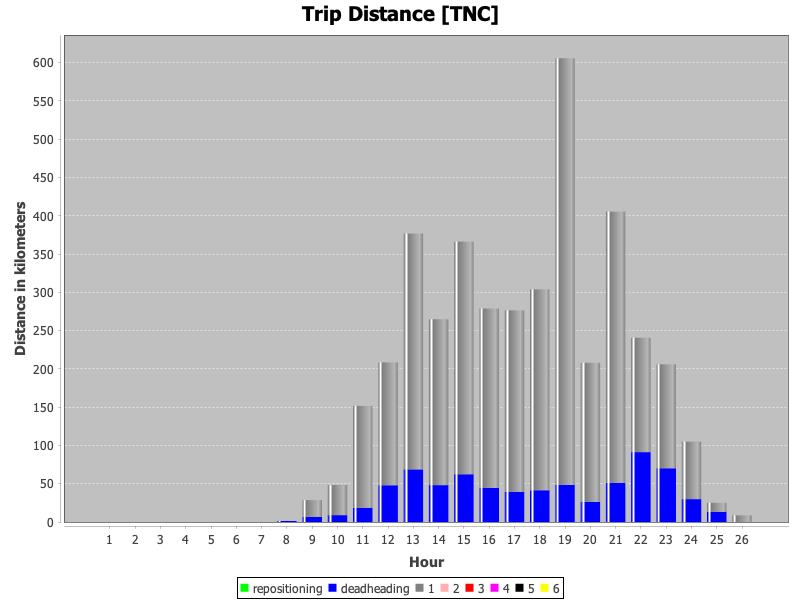 Trip Distance [TNC]
600
550
500
450
400
350
300
250
200
150
100
50
0
Distance in kilometers
1 2 3 4 5 6 7 8 9 10 11 12 13 14 15 16 17 18 19 20 21 22 23 24 25 26
Hour
repositioning deadheading 1 2 3 4 5 6